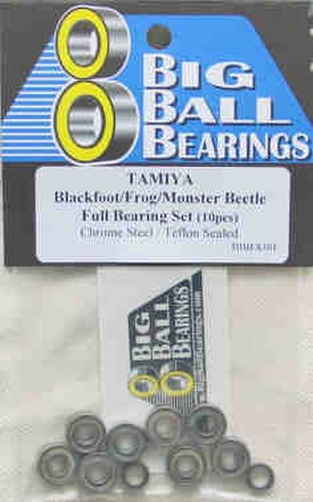 BIG
BALL
BEARINGS
TAMIYA
Blackfoot/Frog/Monster Beetle
Full Bearing Set (10pcs)
Chrome Steel / Teflon Sealed
BIG
BALL
BEARINGS